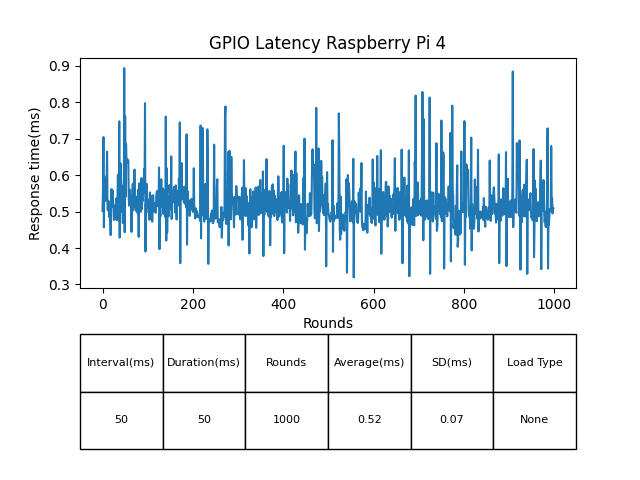 GPIO Latency Raspberry Pi 4
Response time(ms)
0.9
0.8
0.7
0.6
0.5
0.4
0.3
0 200 400 600 800 1000
Rounds
Interval(ms) Duration(ms) Rounds Average(ms) SD(ms) Load Type
50 50 1000 0.52 0.07 None